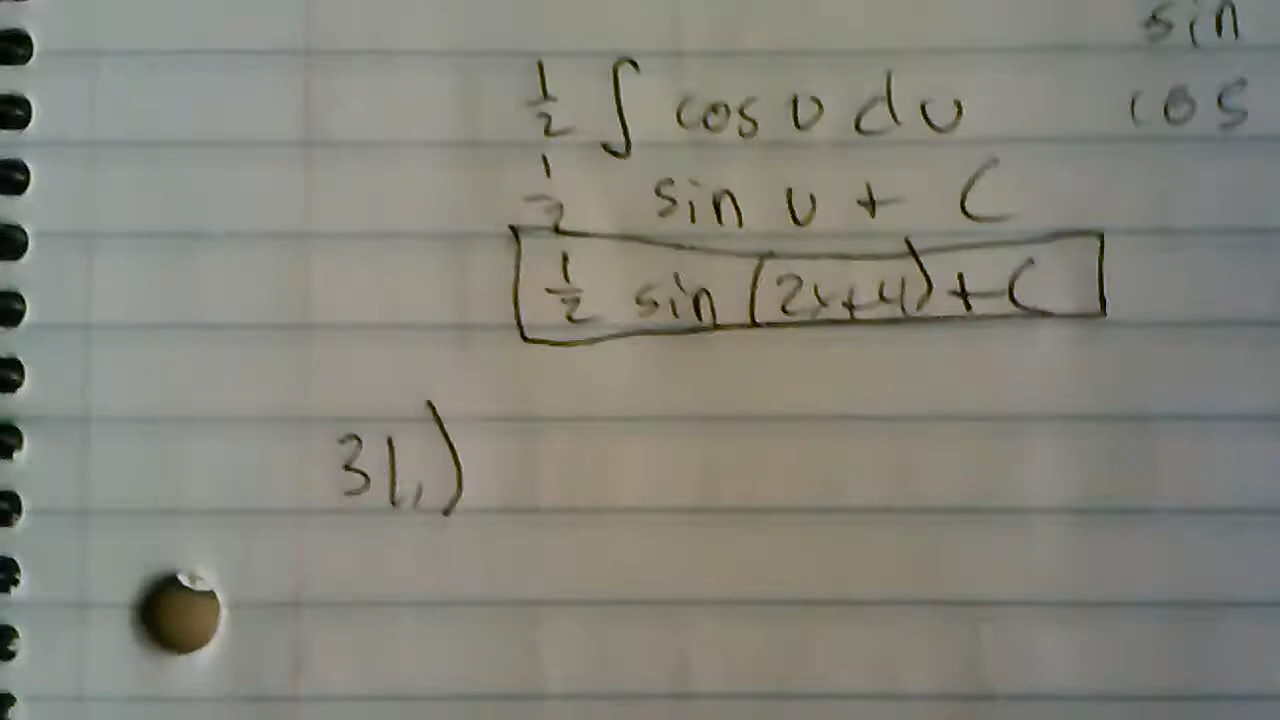 sin
½ ∫ cos u du cos
½ sin u + C
½ sin (2x+4) + C
31.)